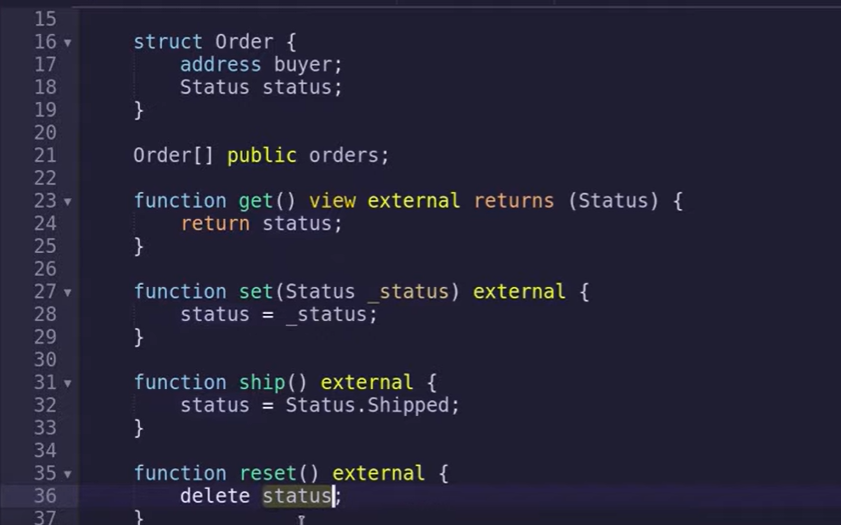 15
16 struct Order {
17 address buyer;
18 Status status;
19 }
20
21 Order[] public orders;
22
23 function get() view external returns (Status) {
24 return status;
25 }
26
27 function set(Status _status) external {
28 status = _status;
29 }
30
31 function ship() external {
32 status = Status.Shipped;
33 }
34
35 function reset() external {
36 delete status;
37 }